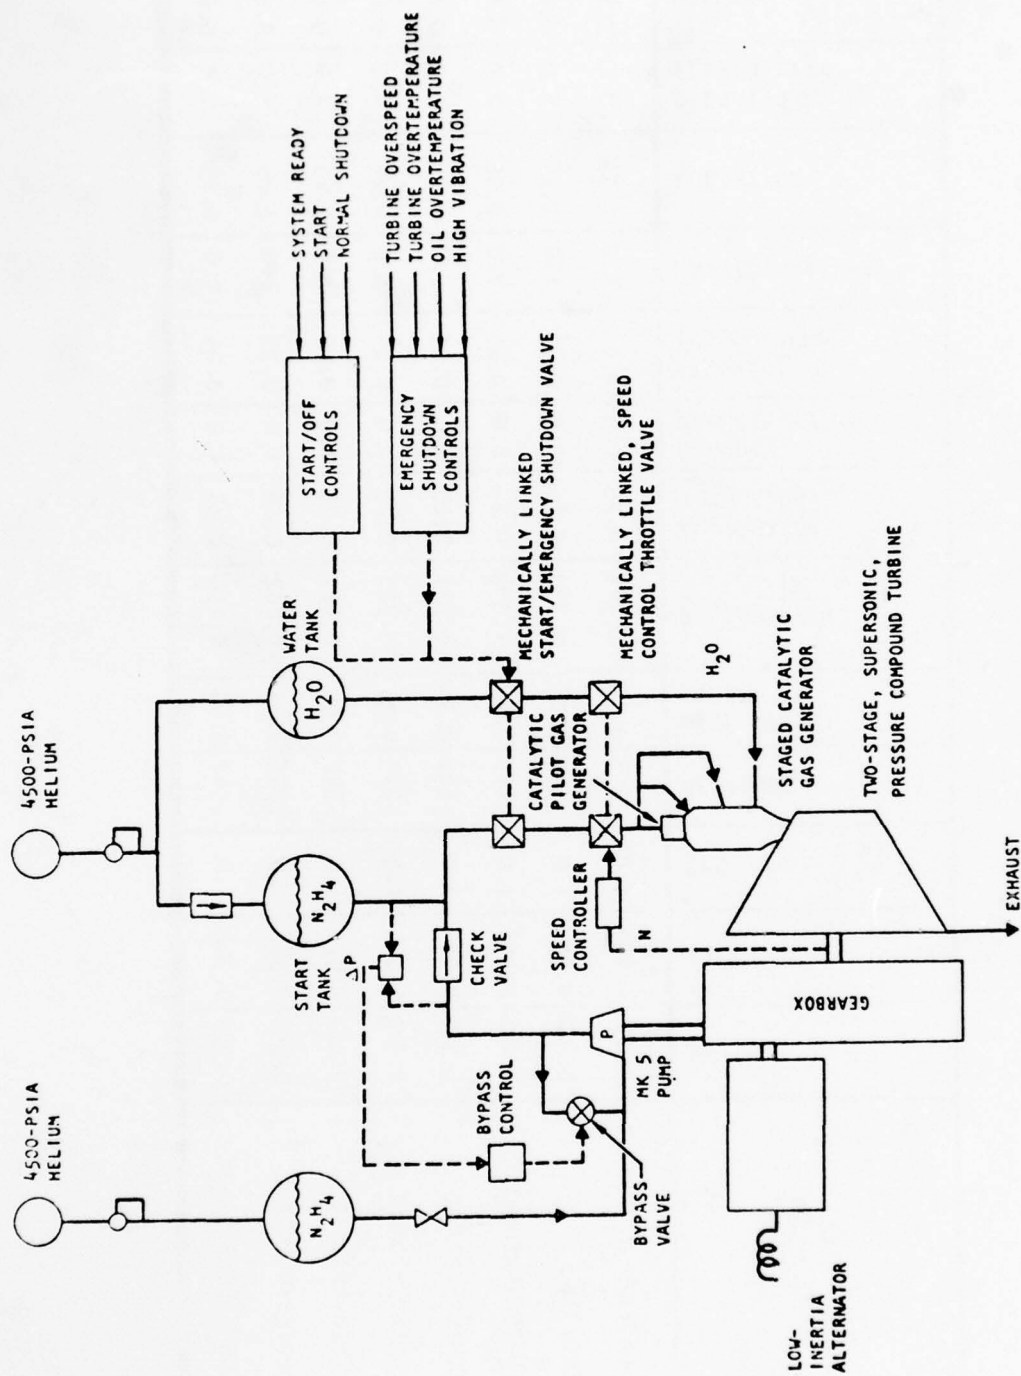 4500-PSIA
HELIUM
4500-PSIA
HELIUM
N2H4
START
TANK
N2H4
WATER
TANK
H2O
START/OFF
CONTROLS
SYSTEM READY
START
NORMAL SHUTDOWN
EMERGENCY
SHUTDOWN
CONTROLS
TURBINE OVERSPEED
TURBINE OVERTEMPERATURE
OIL OVERTEMPERATURE
HIGH VIBRATION
ΔP
BYPASS
CONTROL
CHECK
VALVE
BYPASS
VALVE
P
MK 5
PUMP
SPEED
CONTROLLER
N
CATALYTIC
PILOT GAS
GENERATOR
MECHANICALLY LINKED
START/EMERGENCY SHUTDOWN VALVE
MECHANICALLY LINKED, SPEED
CONTROL THROTTLE VALVE
H2O
STAGED CATALYTIC
GAS GENERATOR
TWO-STAGE, SUPERSONIC,
PRESSURE COMPOUND TURBINE
GEARBOX
EXHAUST
LOW-
INERTIA
ALTERNATOR